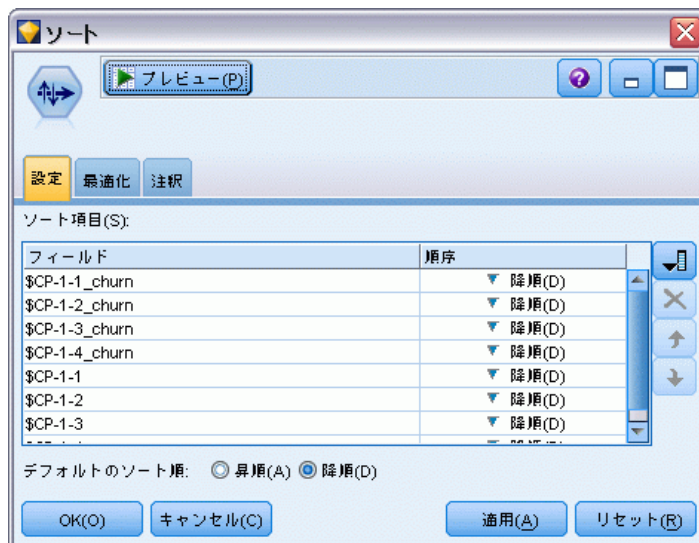 ソート
プレビュー(P)
設定 最適化 注釈
ソート項目(S):
フィールド 順序
$CP-1-1_churn 降順(D)
$CP-1-2_churn 降順(D)
$CP-1-3_churn 降順(D)
$CP-1-4_churn 降順(D)
$CP-1-1 降順(D)
$CP-1-2 降順(D)
$CP-1-3 降順(D)
デフォルトのソート順: 昇順(A) 降順(D)
OK(O) キャンセル(C) 適用(A) リセット(R)